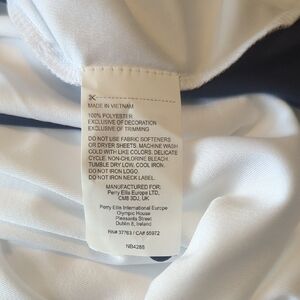 MADE IN VIETNAM
100% POLYESTER
EXCLUSIVE OF DECORATION
EXCLUSIVE OF TRIMMING
DO NOT USE FABRIC SOFTENERS
OR DRYER SHEETS. MACHINE WASH
COLD WITH LIKE COLORS. DELICATE
CYCLE. NON-CHLORINE BLEACH.
TUMBLE DRY LOW. COOL IRON.
DO NOT IRON LOGO.
DO NOT IRON NECK LABEL.
MANUFACTURED FOR:
Perry Ellis Europe LTD,
CM8 3DJ, UK
Perry Ellis International Europe
Olympic House
Pleasants Street
Dublin 8, Ireland
RN# 37763 / CA# 55972
NB4286